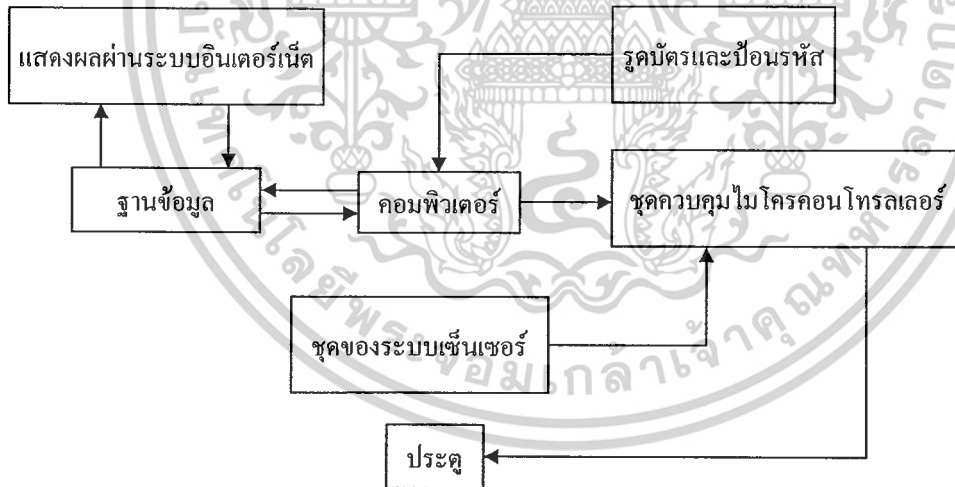 แสดงผลผ่านระบบอินเตอร์เน็ต
รูดบัตรและป้อนรหัส
ฐานข้อมูล
คอมพิวเตอร์
ชุดควบคุมไมโครคอนโทรลเลอร์
ชุดของระบบเซ็นเซอร์
ประตู